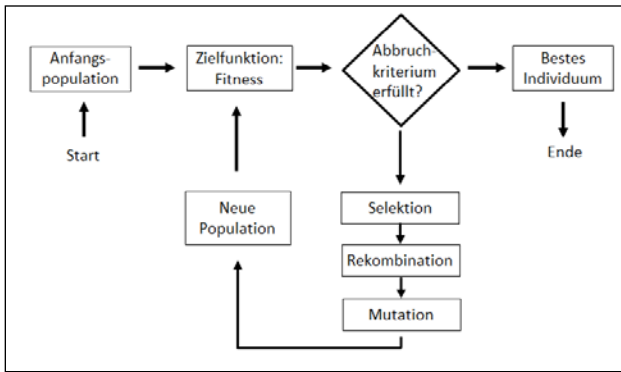 Anfangs-
population
Zielfunktion:
Fitness
Abbruch-
kriterium
erfüllt?
Bestes
Individuum
Start
Ende
Neue
Population
Selektion
Rekombination
Mutation